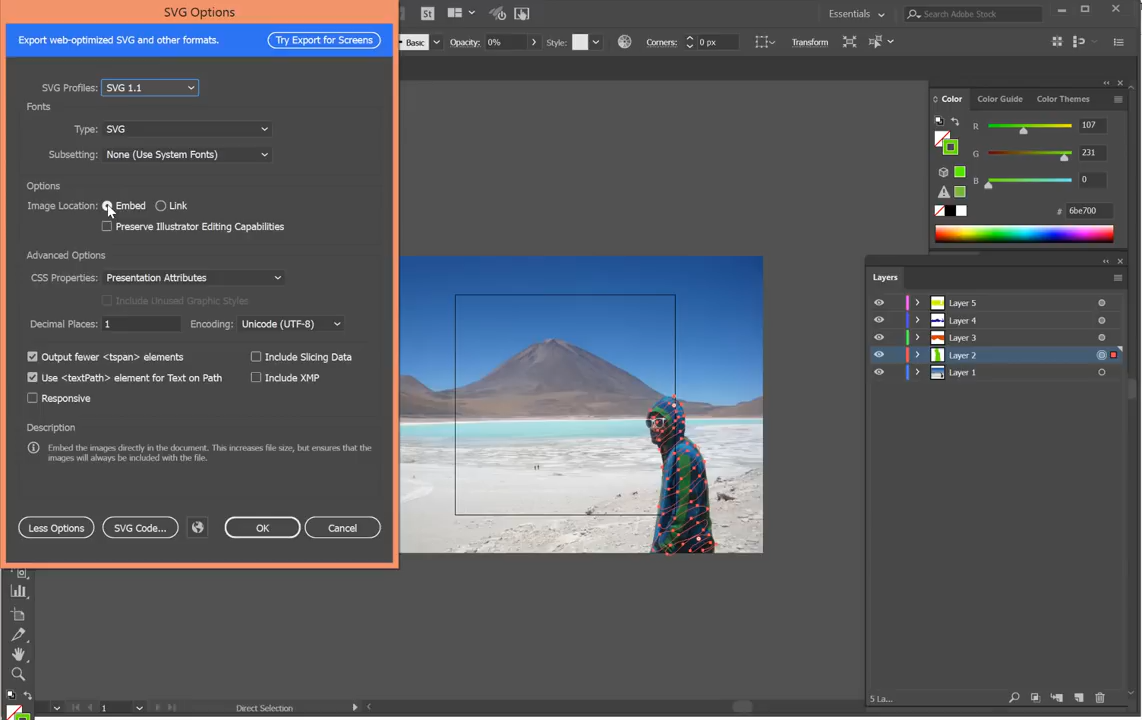 SVG Options
Export web-optimized SVG and other formats.
Try Export for Screens
SVG Profiles: SVG 1.1
Fonts
Type: SVG
Subsetting: None (Use System Fonts)
Options
Image Location: Embed Link
Preserve Illustrator Editing Capabilities
Advanced Options
CSS Properties: Presentation Attributes
Include Unused Graphic Styles
Decimal Places: 1 Encoding: Unicode (UTF-8)
Output fewer <tspan> elements Include Slicing Data
Use <textPath> element for Text on Path Include XMP
Responsive
Description
Embed the images directly in the document. This increases file size, but ensures that the
images will always be included with the file.
Less Options SVG Code... OK Cancel
St
Essentials Search Adobe Stock
Basic Opacity: 0% Style: Corners: 0 px Transform
Color Color Guide Color Themes
R 107
G 231
B 0
# 6be700
Layers
Layer 5
Layer 4
Layer 3
Layer 2
Layer 1
5 La...
1 Direct Selection